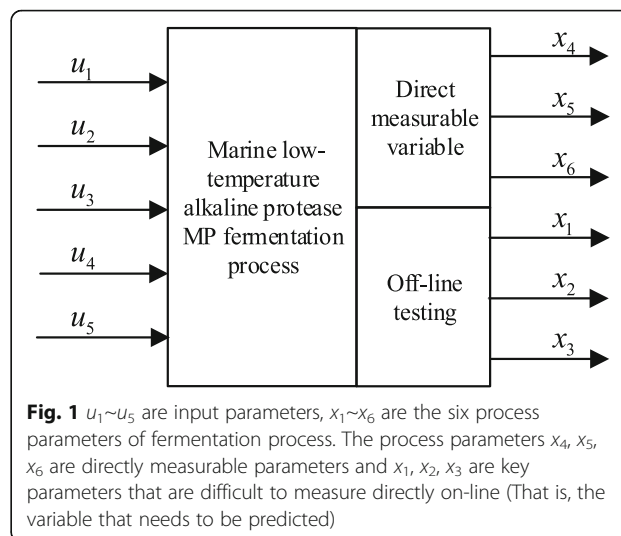 u1
u2
u3
u4
u5
Marine low-
temperature
alkaline protease
MP fermentation
process
Direct
measurable
variable
Off-line
testing
x4
x5
x6
x1
x2
x3
Fig. 1 u1~u5 are input parameters, x1~x6 are the six process
parameters of fermentation process. The process parameters x4, x5,
x6 are directly measurable parameters and x1, x2, x3 are key
parameters that are difficult to measure directly on-line (That is, the
variable that needs to be predicted)